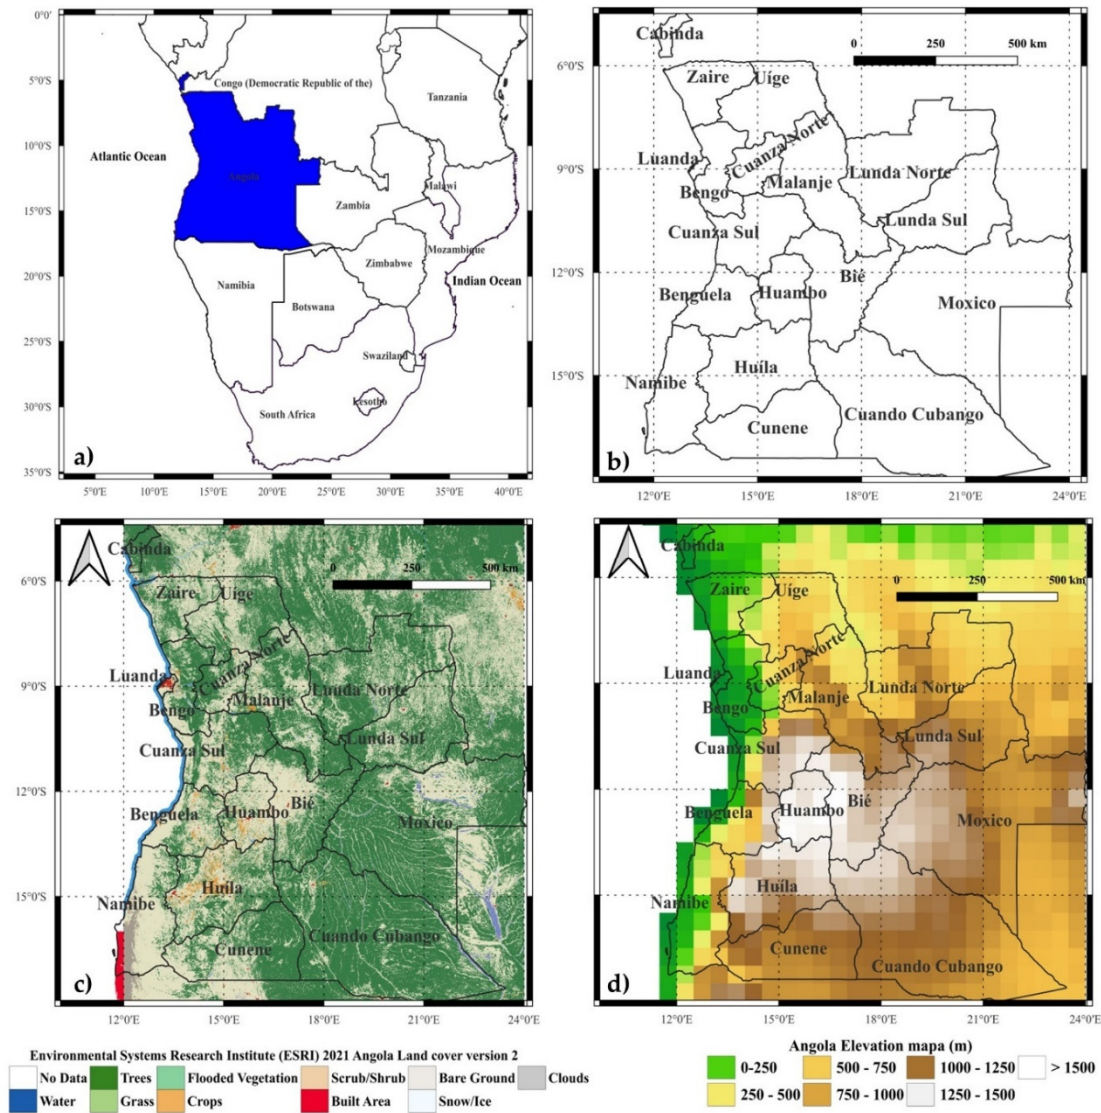 0°0'
5°0'S
10°0'S
15°0'S
20°0'S
25°0'S
30°0'S
35°0'S
Congo (Democratic Republic of the)
Tanzania
Atlantic Ocean
Angola
Malawi
Zambia
Mozambique
Zimbabwe
Indian Ocean
Namibia
Botswana
Swaziland
Lesotho
South Africa
a)
5°0'E 10°0'E 15°0'E 20°0'E 25°0'E 30°0'E 35°0'E 40°0'E
Cabinda
0 250 500 km
6°0'S
9°0'S
12°0'S
15°0'S
Zaire Uíge
Cuanza Norte
Luanda
Malanje Lunda Norte
Bengo
Lunda Sul
Cuanza Sul
Bié
Benguela Huambo Moxico
Huíla
Namibe
Cuando Cubango
Cunene
b)
12°0'E 15°0'E 18°0'E 21°0'E 24°0'E
Cabinda
0 250 500 km
6°0'S
9°0'S
12°0'S
15°0'S
Zaire Uíge
Cuanza Norte
Luanda
Lunda Norte
Malanje
Bengo
Lunda Sul
Cuanza Sul
Bié
Benguela Huambo
Moxico
Huíla
Namibe
Cuando Cubango
Cunene
c)
12°0'E 15°0'E 18°0'E 21°0'E 24°0'E
Cabinda
0 250 500 km
Zaire Uíge
Cuanza Norte
Luanda
Lunda Norte
Malanje
Bengo
Lunda Sul
Cuanza Sul
Bié
Benguela Huambo
Moxico
Huíla
Namibe
Cunene
Cuando Cubango
d)
12°0'E 15°0'E 18°0'E 21°0'E 24°0'E
Environmental Systems Research Institute (ESRI) 2021 Angola Land cover version 2
No Data Trees Flooded Vegetation Scrub/Shrub Bare Ground Clouds
Water Grass Crops Built Area Snow/Ice
Angola Elevation mapa (m)
0-250 500 - 750 1000 - 1250 > 1500
250 - 500 750 - 1000 1250 - 1500